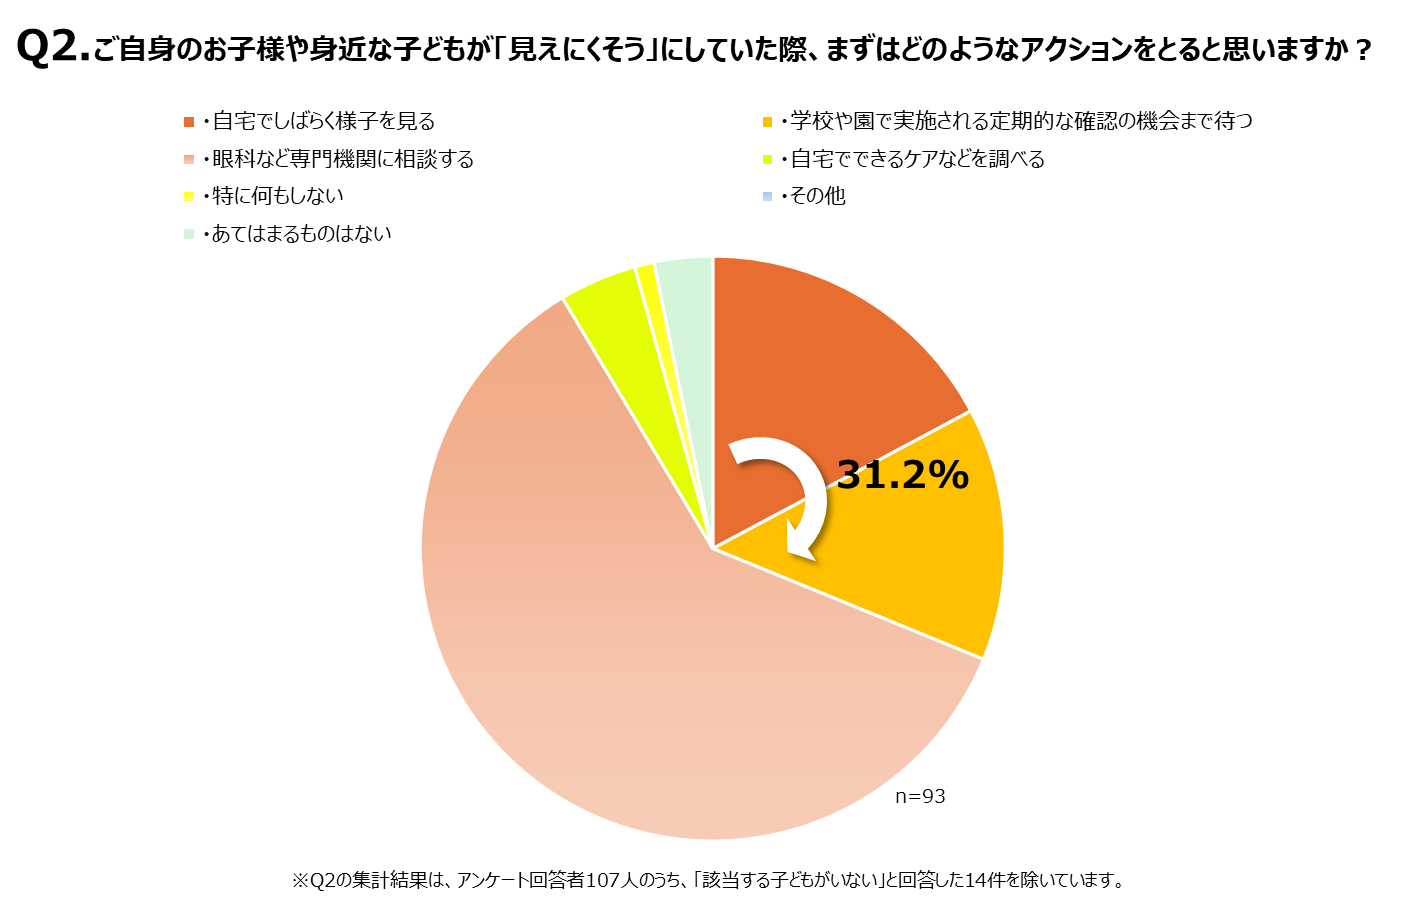 Q2.ご自身のお子様や身近な子どもが「見えにくそう」にしていた際、まずはどのようなアクションをとると思いますか？
・自宅でしばらく様子を見る
・学校や園で実施される定期的な確認の機会まで待つ
・眼科など専門機関に相談する
・自宅でできるケアなどを調べる
・特に何もしない
・その他
・あてはまるものはない
31.2%
n=93
※Q2の集計結果は、アンケート回答者107人のうち、「該当する子どもがいない」と回答した14件を除いています。